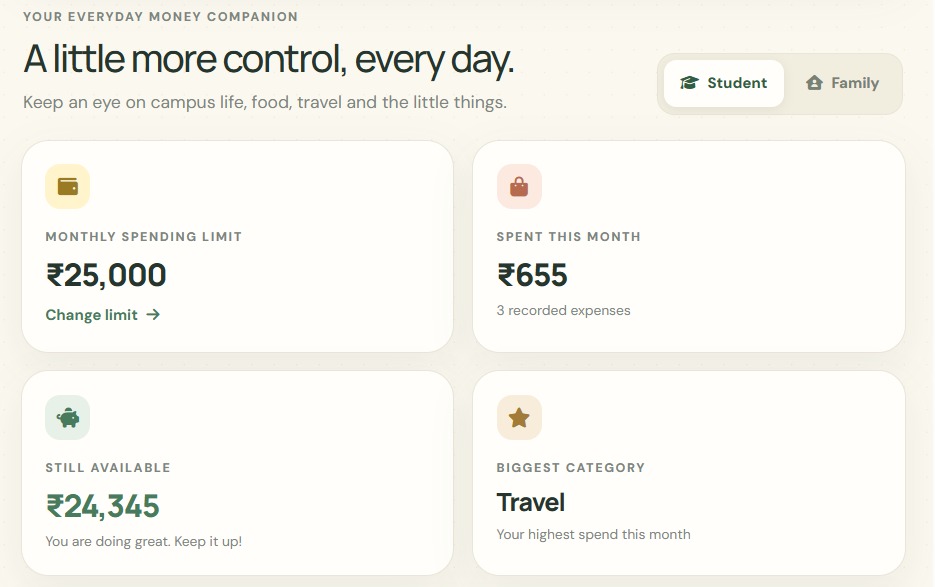 YOUR EVERYDAY MONEY COMPANION
A little more control, every day.
Keep an eye on campus life, food, travel and the little things.
Student
Family
MONTHLY SPENDING LIMIT
₹25,000
Change limit →
SPENT THIS MONTH
₹655
3 recorded expenses
STILL AVAILABLE
₹24,345
You are doing great. Keep it up!
BIGGEST CATEGORY
Travel
Your highest spend this month